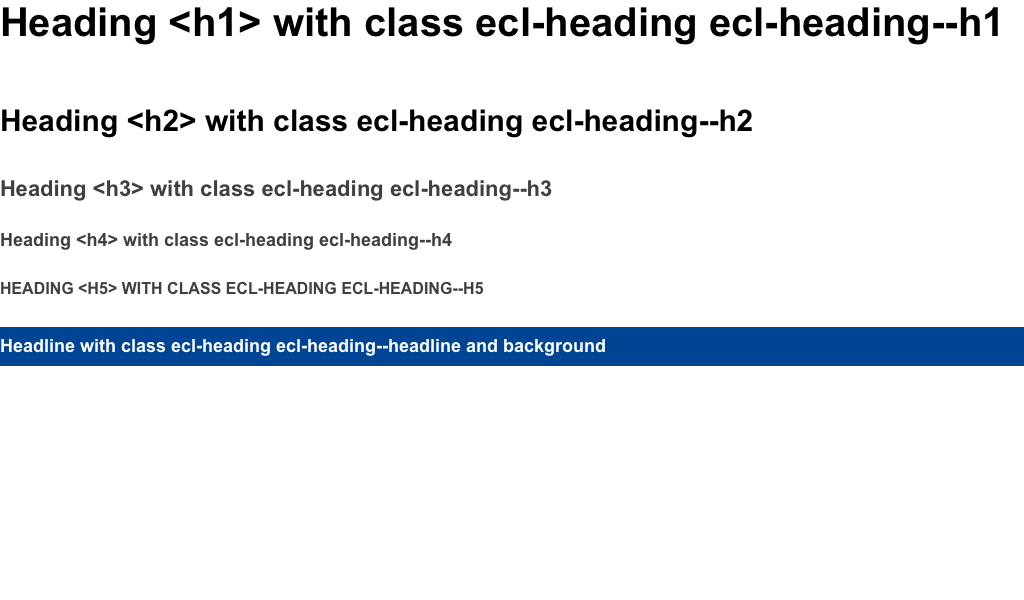 Heading <h1> with class ecl-heading ecl-heading--h1
Heading <h2> with class ecl-heading ecl-heading--h2
Heading <h3> with class ecl-heading ecl-heading--h3
Heading <h4> with class ecl-heading ecl-heading--h4
HEADING <H5> WITH CLASS ECL-HEADING ECL-HEADING--H5
Headline with class ecl-heading ecl-heading--headline and background